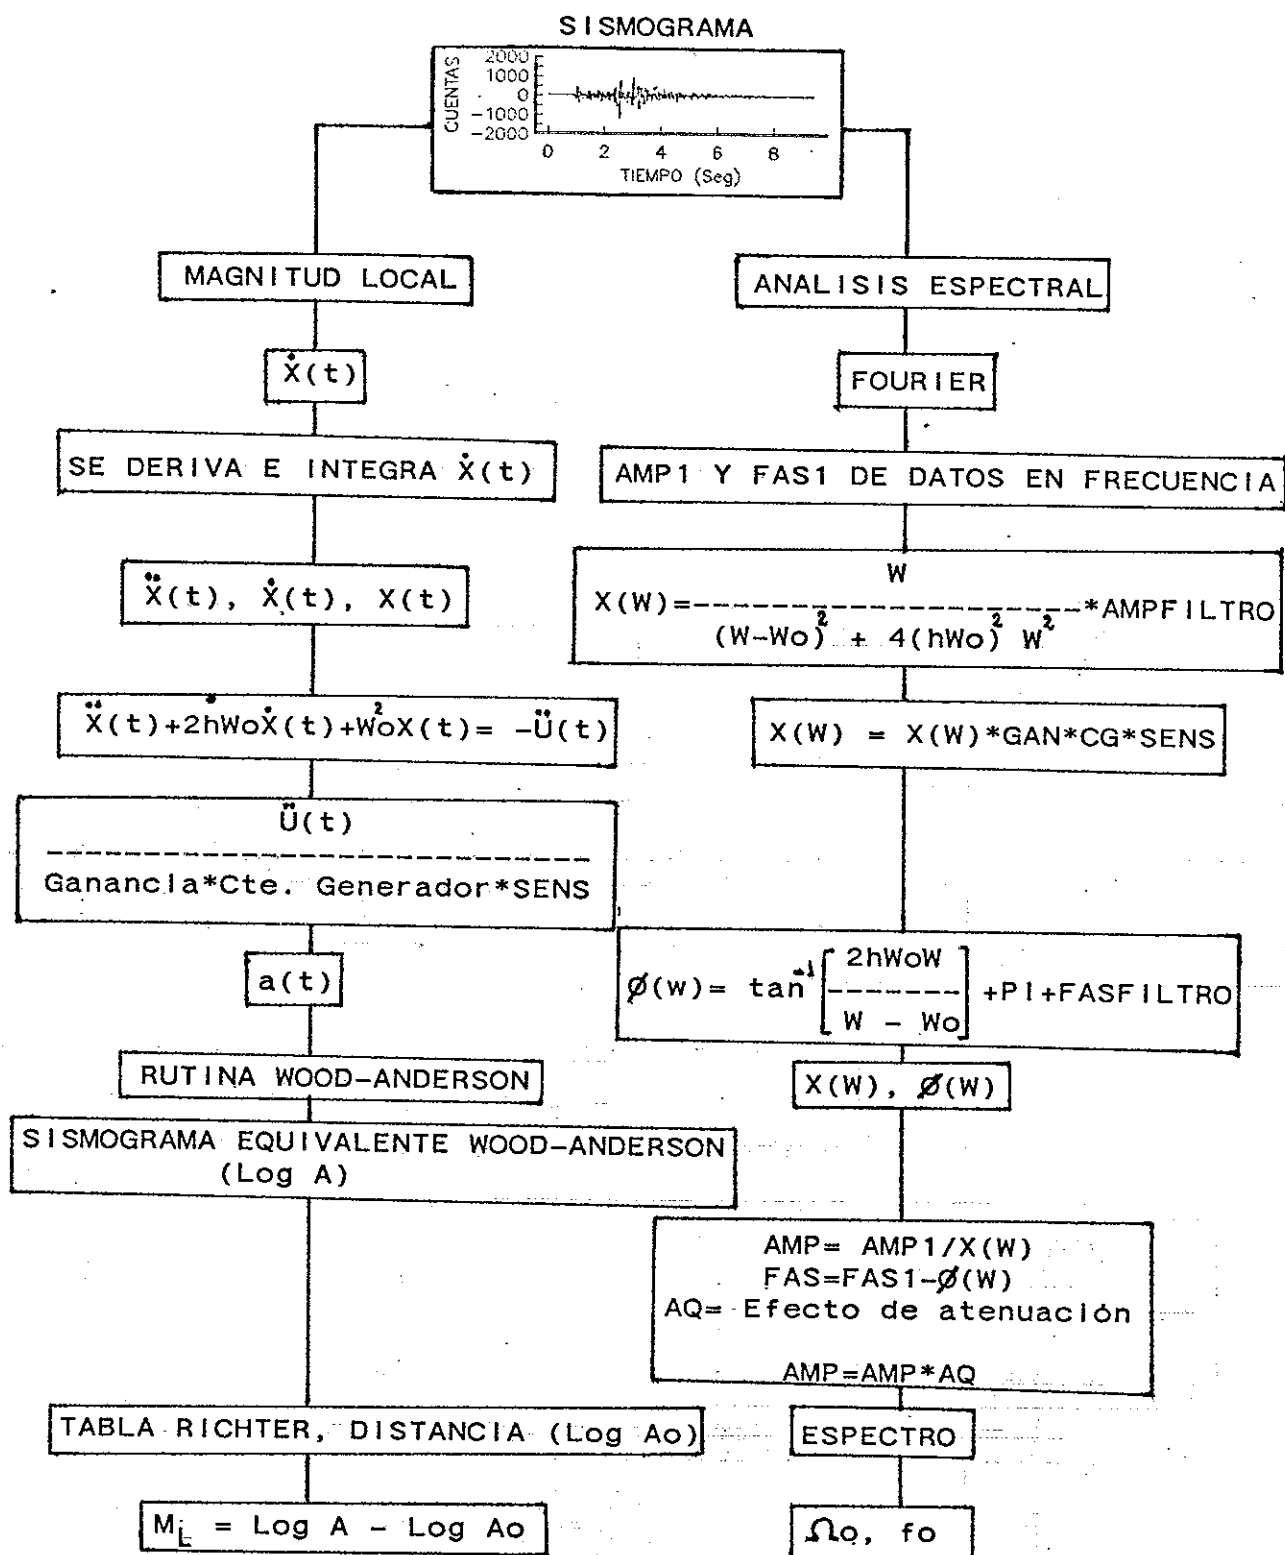 SISMOGRAMA
CUENTAS
2000
1000
0
-1000
-2000
0 2 4 6 8
TIEMPO (Seg)
MAGNITUD LOCAL
Ẋ(t)
SE DERIVA E INTEGRA Ẋ(t)
Ẍ(t), Ẋ(t), X(t)
Ẍ(t)+2hWoẊ(t)+Wo²X(t)= -Ü(t)
Ü(t)
------------------------------
Ganancia*Cte. Generador*SENS
a(t)
RUTINA WOOD-ANDERSON
SISMOGRAMA EQUIVALENTE WOOD-ANDERSON
(Log A)
TABLA RICHTER, DISTANCIA (Log Ao)
M_L = Log A - Log Ao
ANALISIS ESPECTRAL
FOURIER
AMP1 Y FAS1 DE DATOS EN FRECUENCIA
W
X(W)=---------------------*AMPFILTRO
(W-Wo)² + 4(hWo)² W²
X(W) = X(W)*GAN*CG*SENS
2hWoW
Ø(W)= tan⁻¹[--------]+PI+FASFILTRO
W - Wo
X(W), Ø(W)
AMP= AMP1/X(W)
FAS=FAS1-Ø(W)
AQ= Efecto de atenuación
AMP=AMP*AQ
ESPECTRO
Ωo, fo